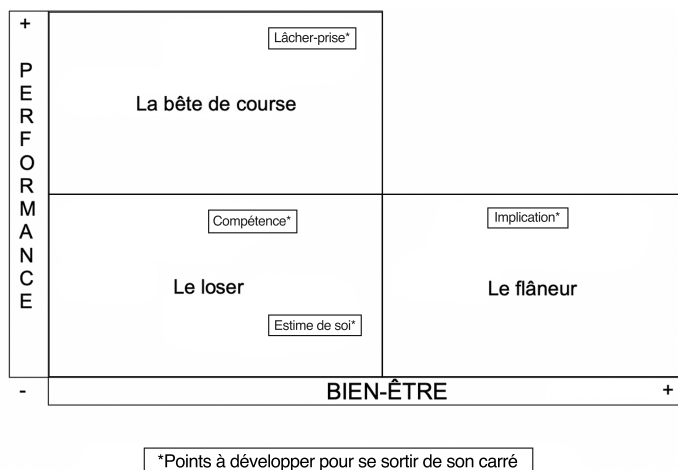 +
PERFORMANCE
-
Lâcher-prise*
La bête de course
Compétence*
Le loser
Estime de soi*
Implication*
Le flâneur
BIEN-ÊTRE
+
*Points à développer pour se sortir de son carré